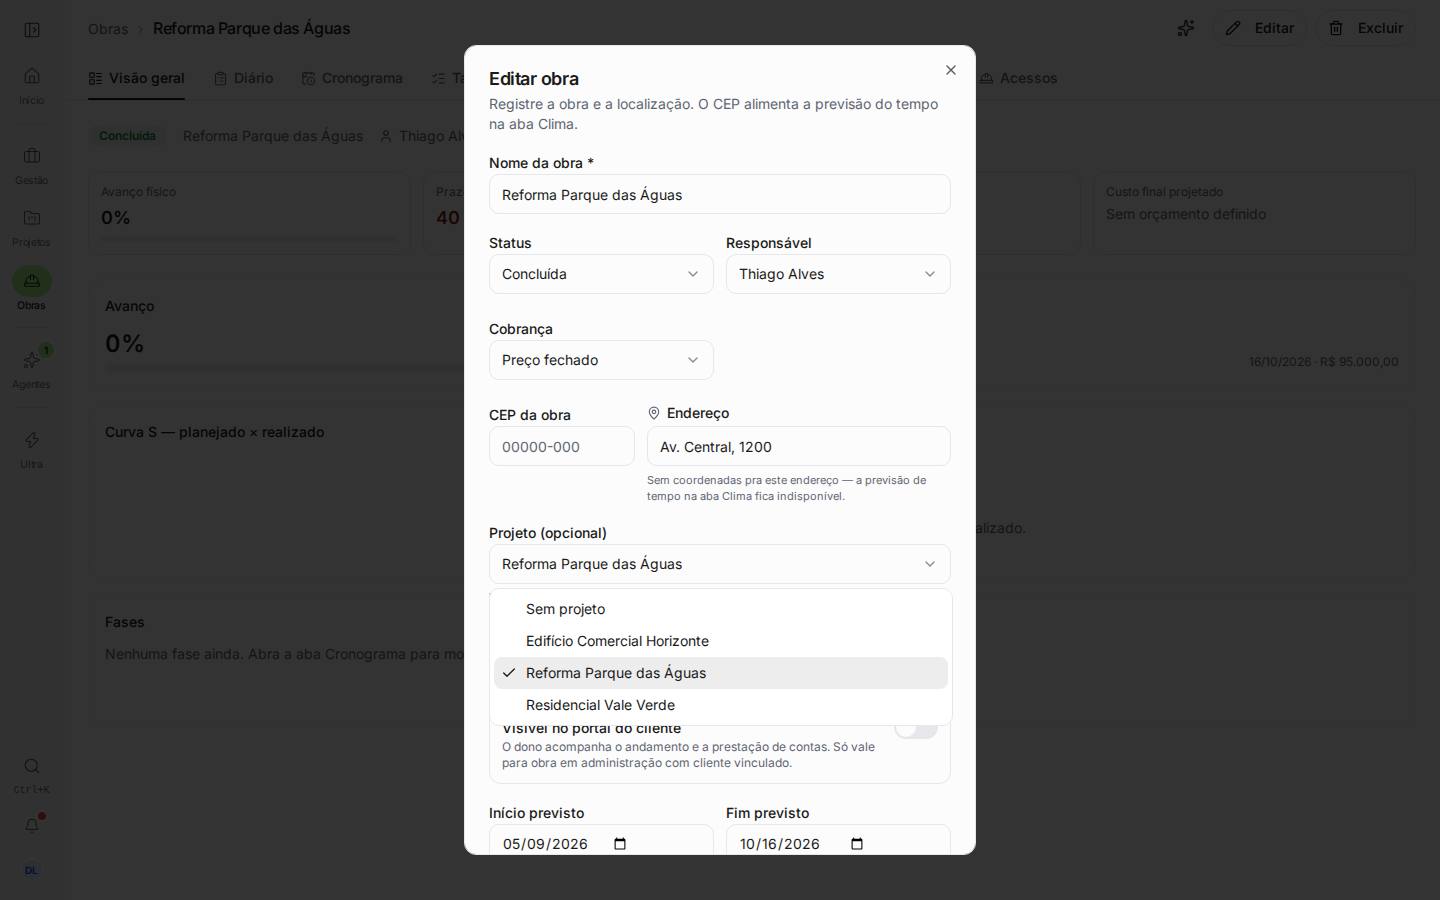 Obras > Reforma Parque das Águas
Editar
Excluir
Início
Gestão
Projetos
Obras
1
Agentes
Ultra
Ctrl+K
DL
Visão geral
Diário
Cronograma
Acessos
Concluída
Reforma Parque das Águas
Avanço físico
0%
40
Custo final projetado
Sem orçamento definido
Avanço
0%
16/10/2026 · R$ 95.000,00
Curva S — planejado × realizado
Fases
Nenhuma fase ainda. Abra a aba Cronograma para
Editar obra
Registre a obra e a localização. O CEP alimenta a previsão do tempo
na aba Clima.
Nome da obra *
Reforma Parque das Águas
Status
Responsável
Concluída
Thiago Alves
Cobrança
Preço fechado
CEP da obra
Endereço
00000-000
Av. Central, 1200
Sem coordenadas pra este endereço — a previsão de
tempo na aba Clima fica indisponível.
Projeto (opcional)
Reforma Parque das Águas
Sem projeto
Edifício Comercial Horizonte
Reforma Parque das Águas
Residencial Vale Verde
Visível no portal do cliente
O dono acompanha o andamento e a prestação de contas. Só vale
para obra em administração com cliente vinculado.
Início previsto
Fim previsto
05/09/2026
10/16/2026